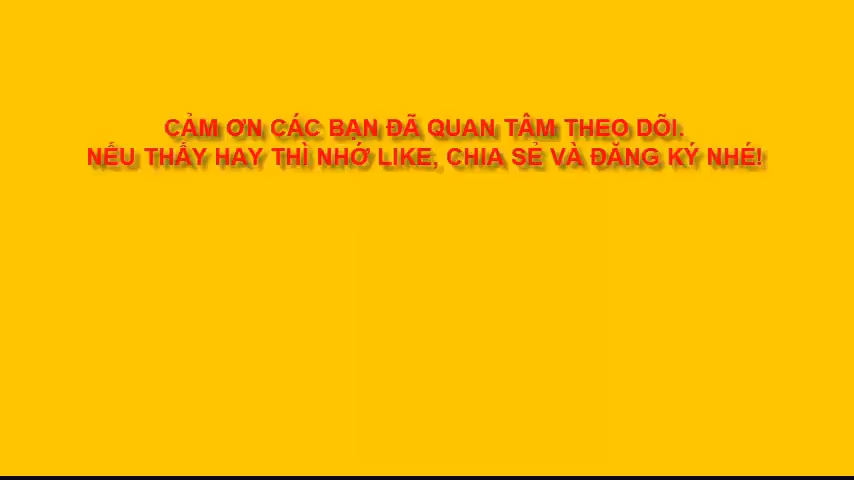 CẢM ƠN CÁC BẠN ĐÃ QUAN TÂM THEO DÕI.
NẾU THẤY HAY THÌ NHỚ LIKE, CHIA SẺ VÀ ĐĂNG KÝ NHÉ!